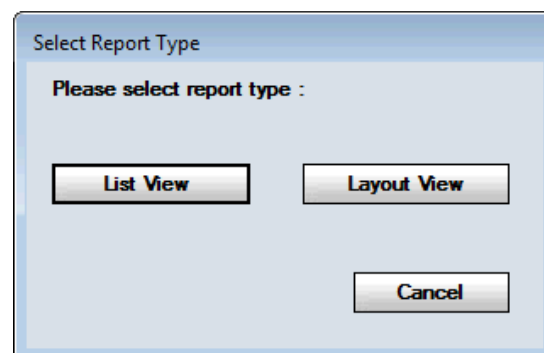 Select Report Type
Please select report type :
List View
Layout View
Cancel